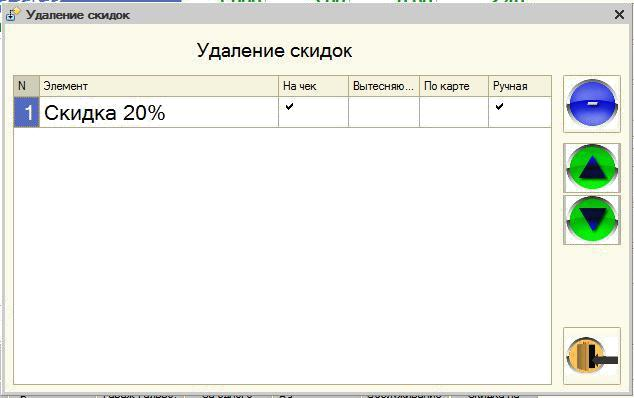 Удаление скидок
Удаление скидок
N Элемент На чек Вытесняю... По карте Ручная
1 Скидка 20%